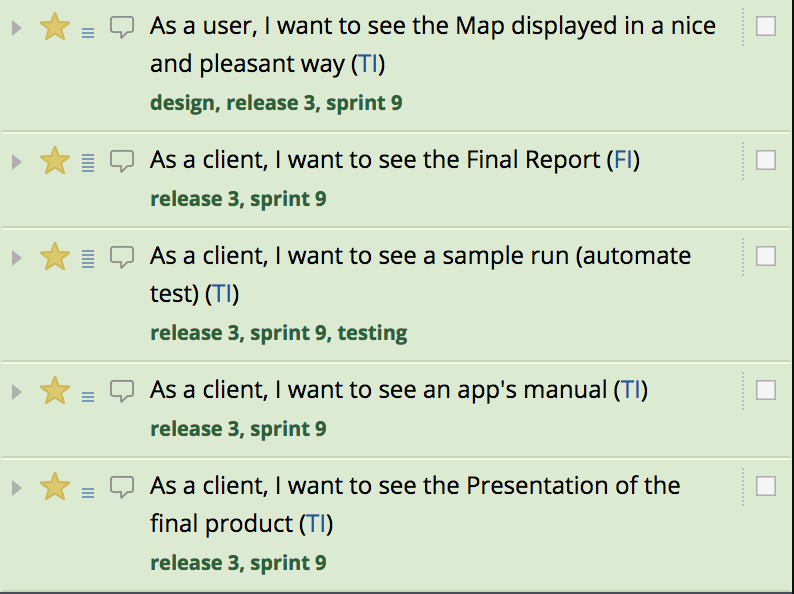 As a user, I want to see the Map displayed in a nice
and pleasant way (TI)
design, release 3, sprint 9
As a client, I want to see the Final Report (FI)
release 3, sprint 9
As a client, I want to see a sample run (automate
test) (TI)
release 3, sprint 9, testing
As a client, I want to see an app's manual (TI)
release 3, sprint 9
As a client, I want to see the Presentation of the
final product (TI)
release 3, sprint 9